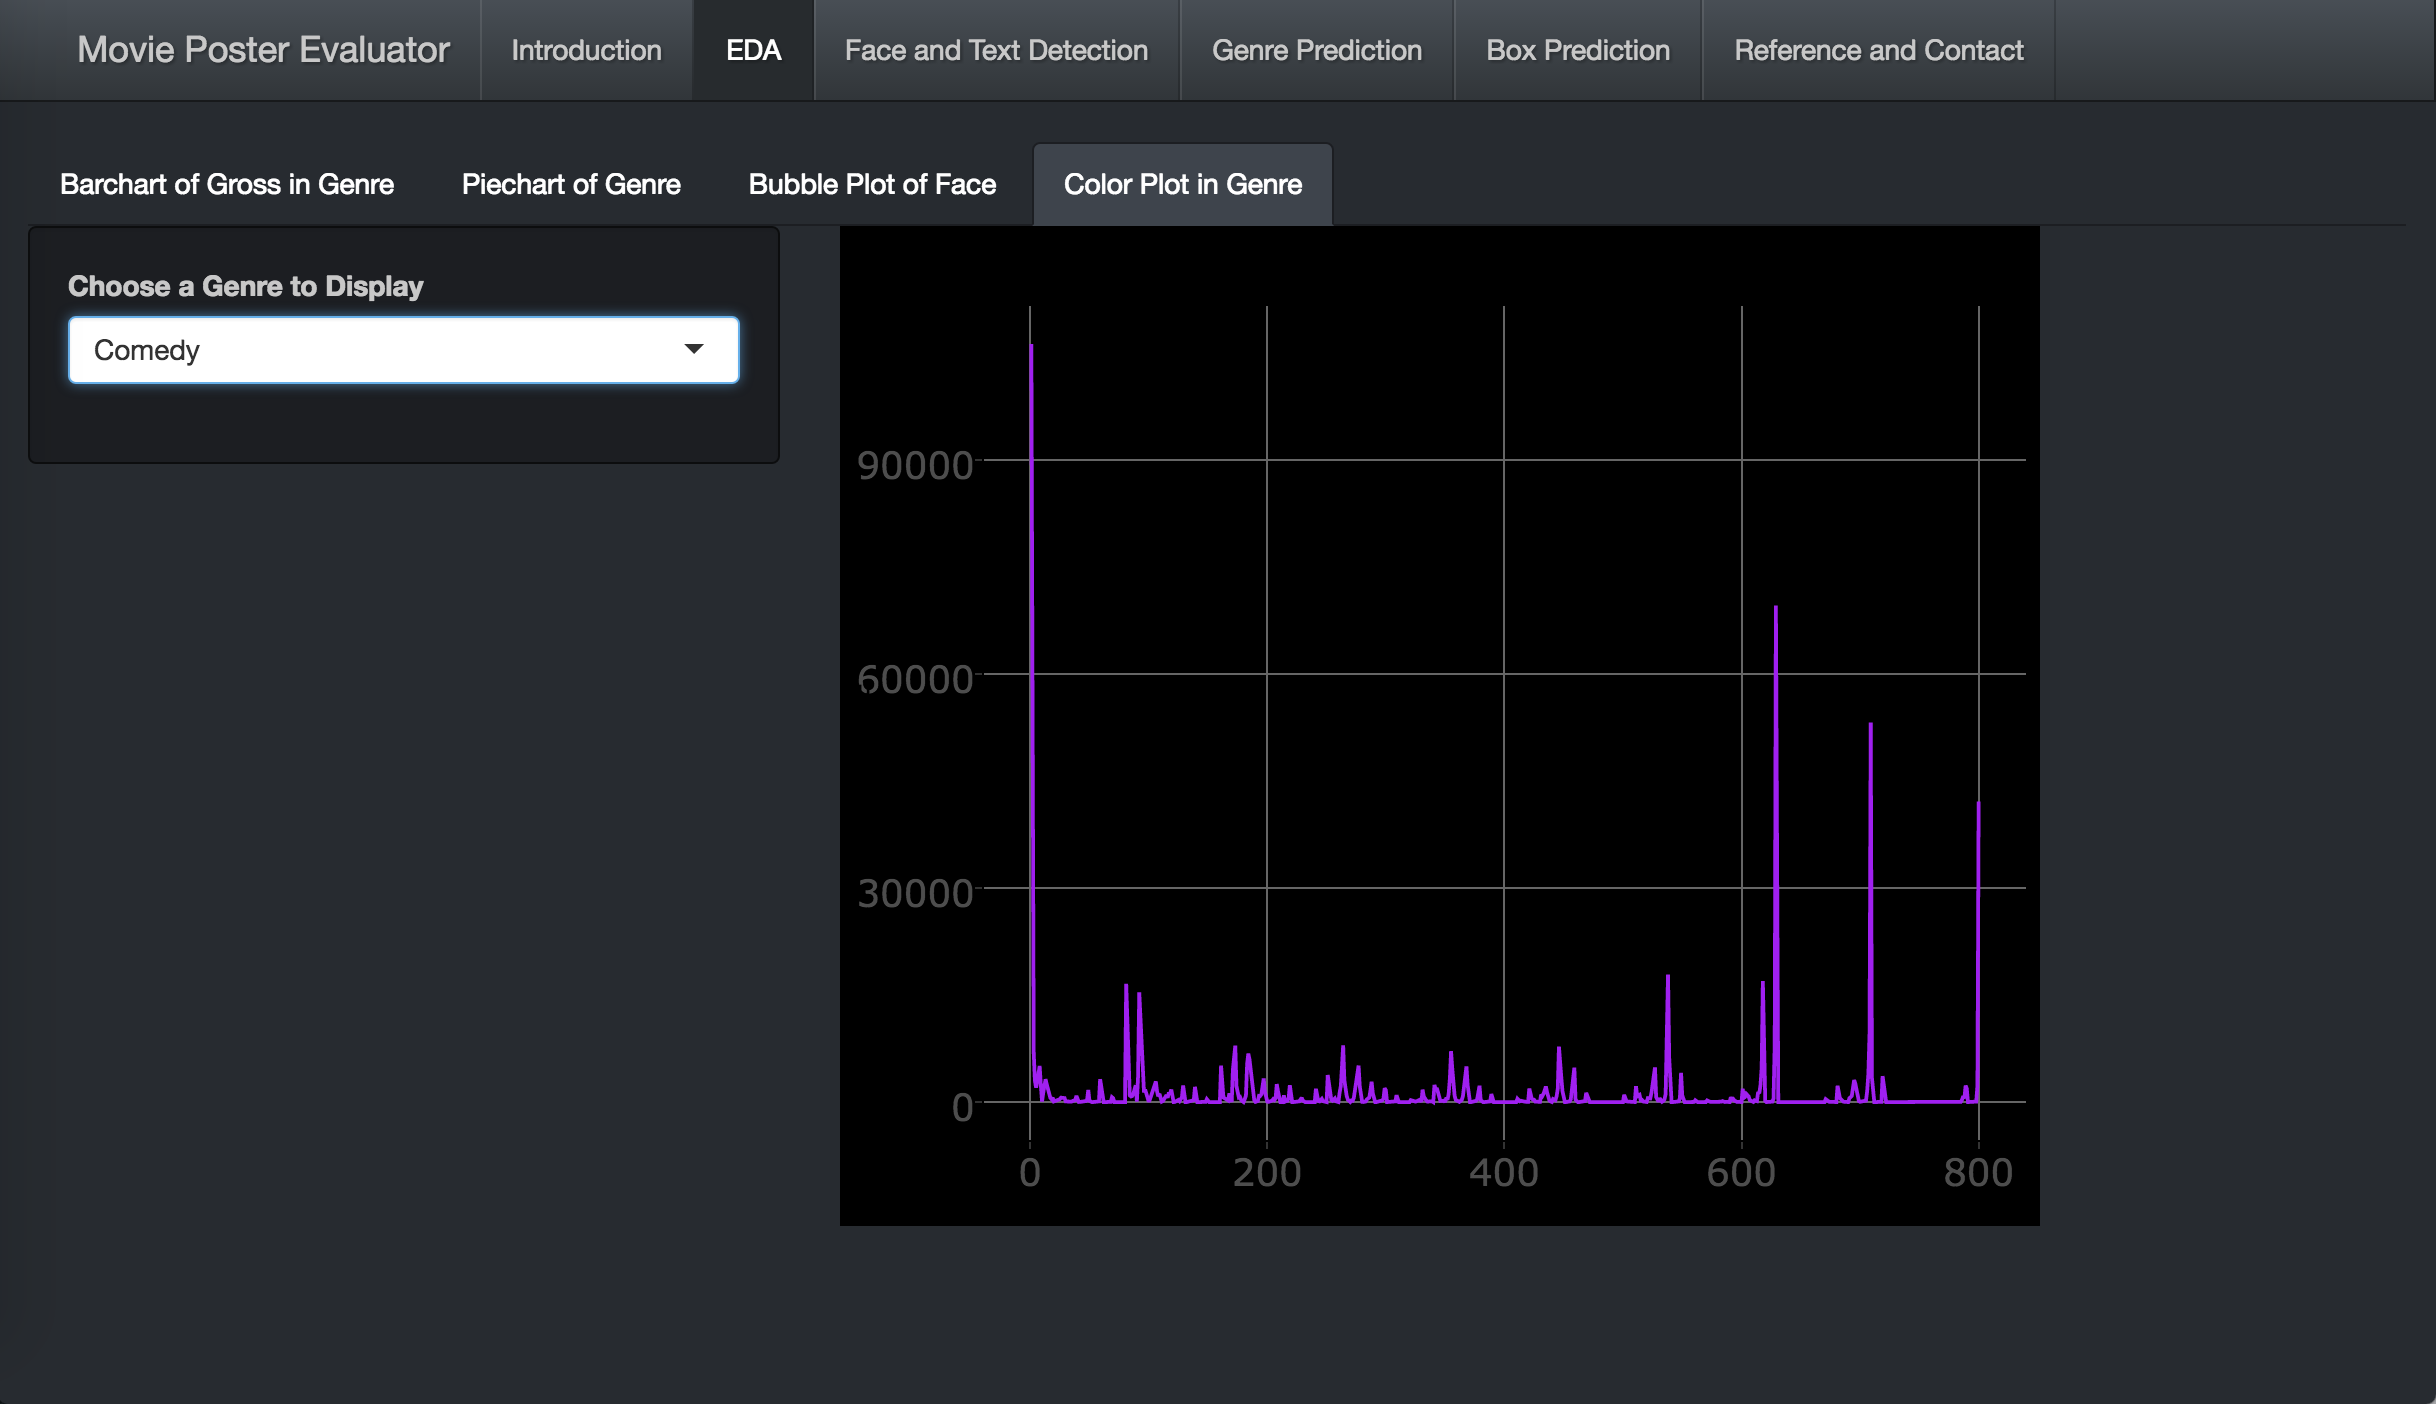 Movie Poster Evaluator Introduction EDA Face and Text Detection Genre Prediction Box Prediction Reference and Contact
Barchart of Gross in Genre Piechart of Genre Bubble Plot of Face Color Plot in Genre
Choose a Genre to Display
Comedy
90000
60000
30000
0
0 200 400 600 800